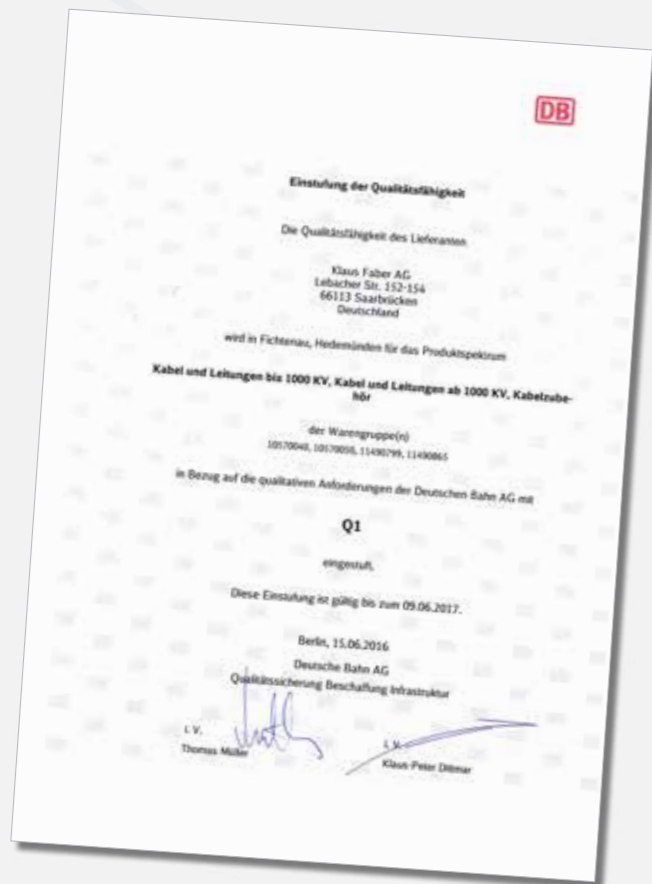 DB
Einstufung der Qualitätsfähigkeit
Die Qualitätsfähigkeit des Lieferanten
Klaus Faber AG
Lebacher Str. 152-154
66113 Saarbrücken
Deutschland
wird in Fichtenau, Hedemünden für das Produktspektrum
Kabel und Leitungen bis 1000 KV, Kabel und Leitungen ab 1000 KV, Kabelzube-
hör
der Warengruppe(n)
10570040, 10570050, 11490799, 11490865
in Bezug auf die qualitativen Anforderungen der Deutschen Bahn AG mit
Q1
eingestuft.
Diese Einstufung ist gültig bis zum 09.06.2017.
Berlin, 15.06.2016
Deutsche Bahn AG
Qualitätssicherung Beschaffung Infrastruktur
i. V.
Thomas Müller
i. V.
Klaus-Peter Dittmar